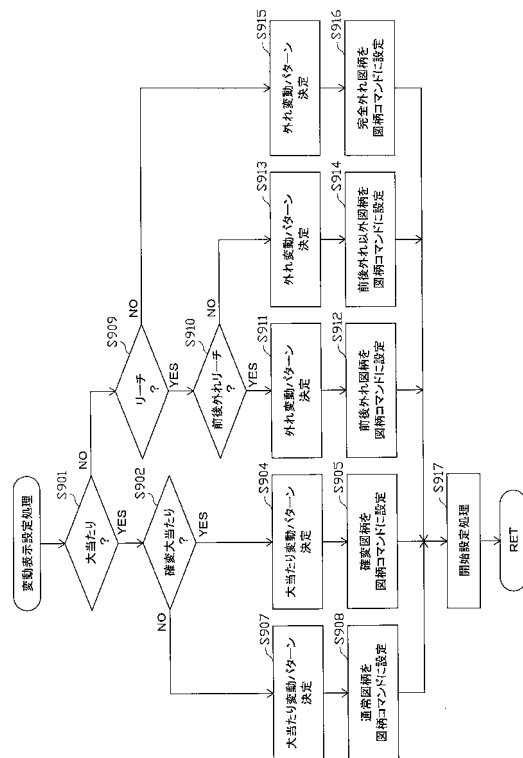 変動表示設定処理
S901
大当たり
?
YES
NO
S902
確変大当たり
?
YES
NO
S907
大当たり変動パターン
決定
S908
通常図柄を
図柄コマンドに設定
S904
大当たり変動パターン
決定
S905
確変図柄を
図柄コマンドに設定
S909
リーチ
?
YES
NO
S910
前後外れリーチ
?
YES
NO
S911
外れ変動パターン
決定
S912
前後外れ図柄を
図柄コマンドに設定
S913
外れ変動パターン
決定
S914
前後外れ以外図柄を
図柄コマンドに設定
S915
外れ変動パターン
決定
S916
完全外れ図柄を
図柄コマンドに設定
S917
開始設定処理
RET